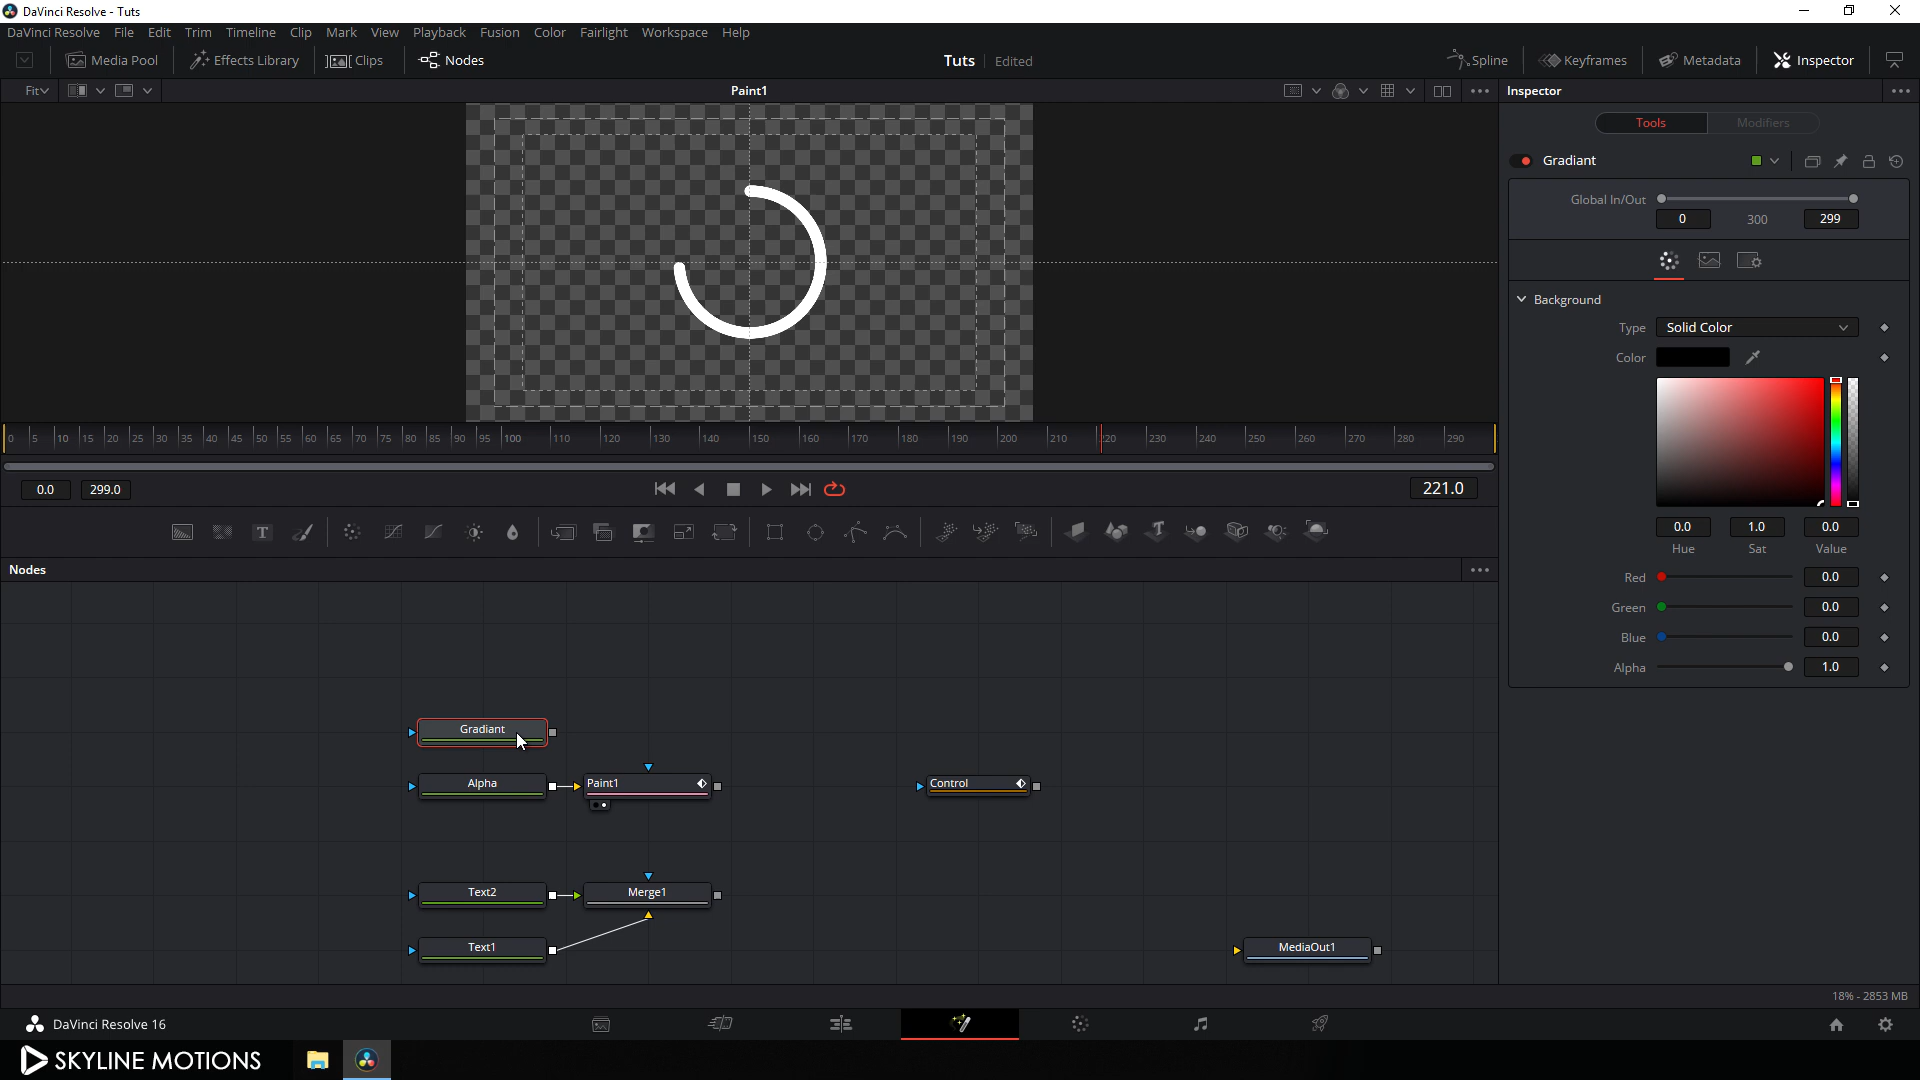 DaVinci Resolve - Tuts
DaVinci Resolve File Edit Trim Timeline Clip Mark View Playback Fusion Color Fairlight Workspace Help
Media Pool Effects Library Clips Nodes Tuts Edited Spline Keyframes Metadata Inspector
Fit Paint1 Inspector
Tools Modifiers
Gradiant
Global In/Out
0 300 299
Background
Type Solid Color
Color
0 5 10 15 20 25 30 35 40 45 50 55 60 65 70 75 80 85 90 95 100 110 120 130 140 150 160 170 180 190 200 210 220 230 240 250 260 270 280 290
0.0 299.0 221.0
0.0 1.0 0.0
Hue Sat Value
Nodes
Red 0.0
Green 0.0
Blue 0.0
Alpha 1.0
Gradiant
Alpha Paint1 Control
Text2 Merge1
Text1 MediaOut1
18% - 2853 MB
DaVinci Resolve 16
SKYLINE MOTIONS